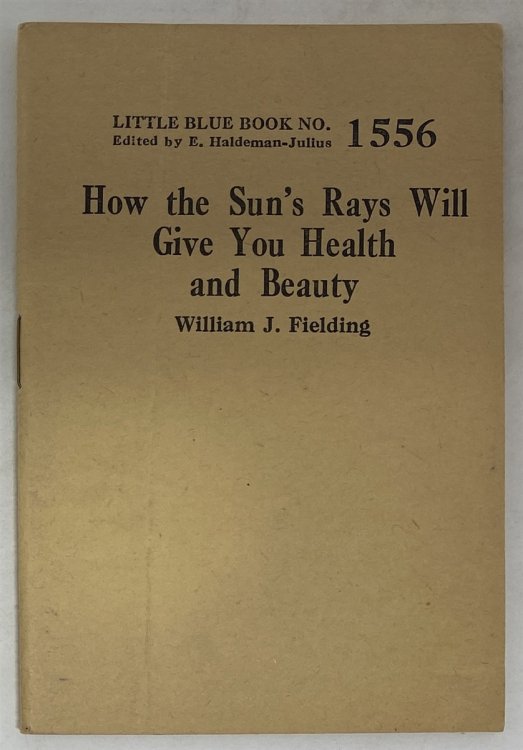 LITTLE BLUE BOOK NO. 1556
Edited by E. Haldeman-Julius
How the Sun's Rays Will
Give You Health
and Beauty
William J. Fielding